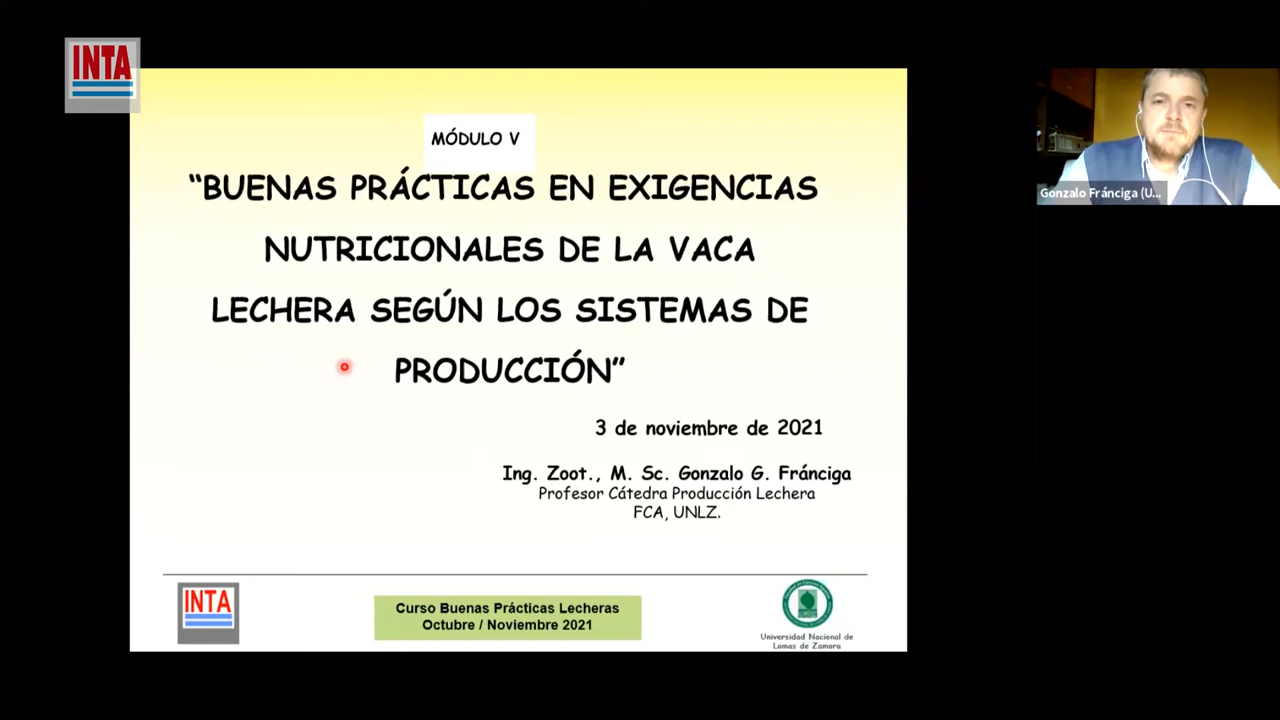 INTA
MÓDULO V
“BUENAS PRÁCTICAS EN EXIGENCIAS
NUTRICIONALES DE LA VACA
LECHERA SEGÚN LOS SISTEMAS DE
PRODUCCIÓN”
3 de noviembre de 2021
Ing. Zoot., M. Sc. Gonzalo G. Fránciga
Profesor Cátedra Producción Lechera
FCA, UNLZ.
INTA
Curso Buenas Prácticas Lecheras
Octubre / Noviembre 2021
Universidad Nacional de
Lomas de Zamora
Gonzalo Fránciga (U...